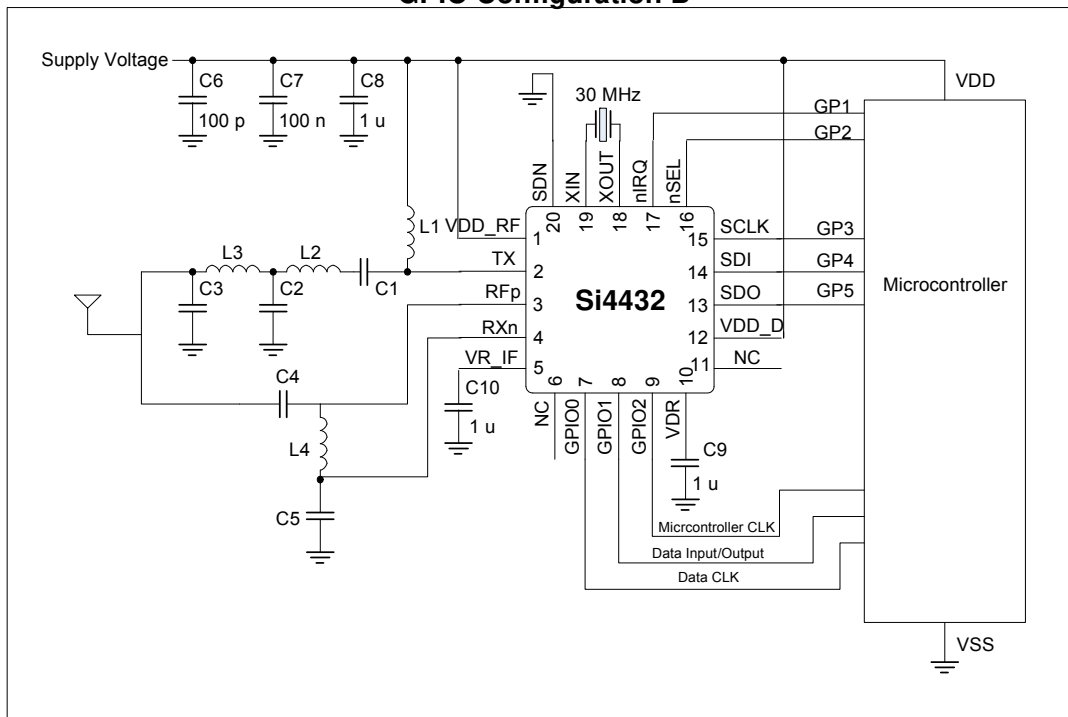 GPIO Configuration B
Supply Voltage
C6
100 p
C7
100 n
C8
1 u
30 MHz
VDD
GP1
GP2
SDN
XIN
XOUT
nIRQ
nSEL
20
19
18
17
16
L1
VDD_RF
1
TX
2
RFp
3
RXn
4
VR_IF
5
Si4432
15
SCLK
GP3
14
SDI
GP4
13
SDO
GP5
12
VDD_D
11
NC
Microcontroller
L3
L2
C3
C2
C1
C4
L4
C5
C10
1 u
6
7
8
9
10
NC
GPIO0
GPIO1
GPIO2
VDR
C9
1 u
Micrcontroller CLK
Data Input/Output
Data CLK
VSS